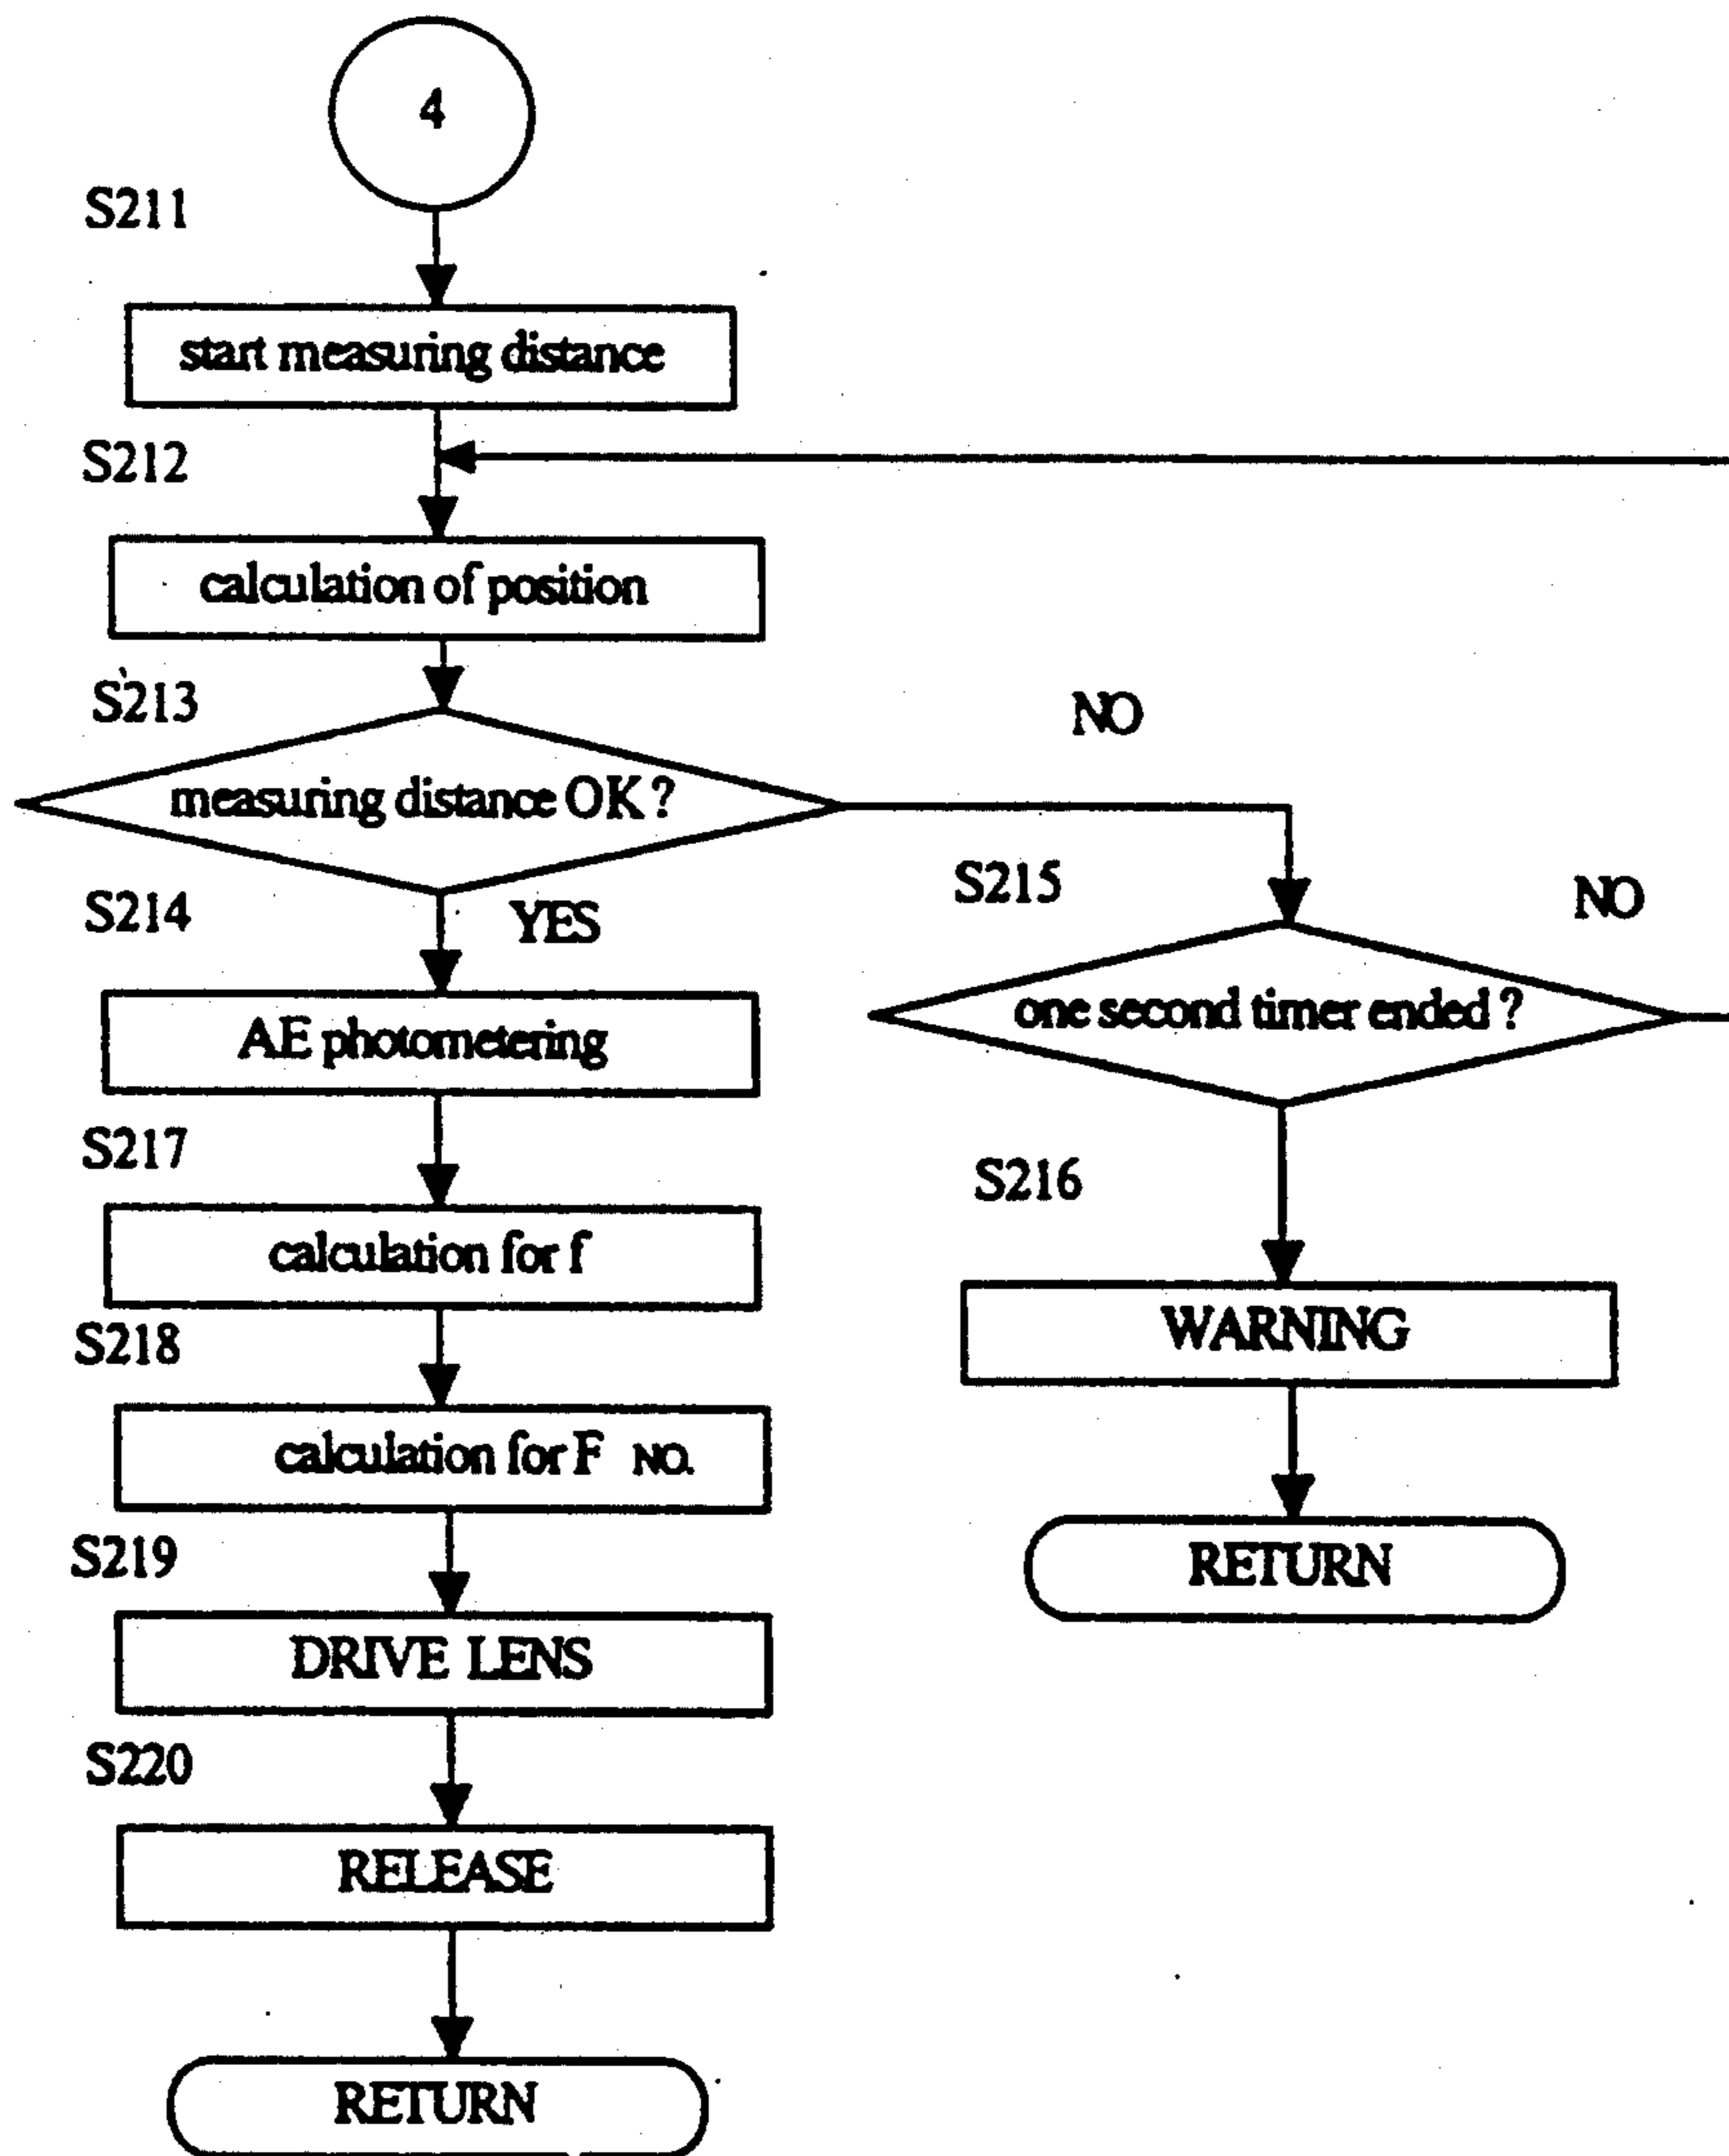 4
S211
start measuring distance
S212
calculation of position
S213
measuring distance OK ?
NO
S214
YES
S215
NO
one second timer ended ?
AE photometering
S217
S216
calculation for f
WARNING
S218
calculation for F NO.
S219
RETURN
DRIVE LENS
S220
RELEASE
RETURN